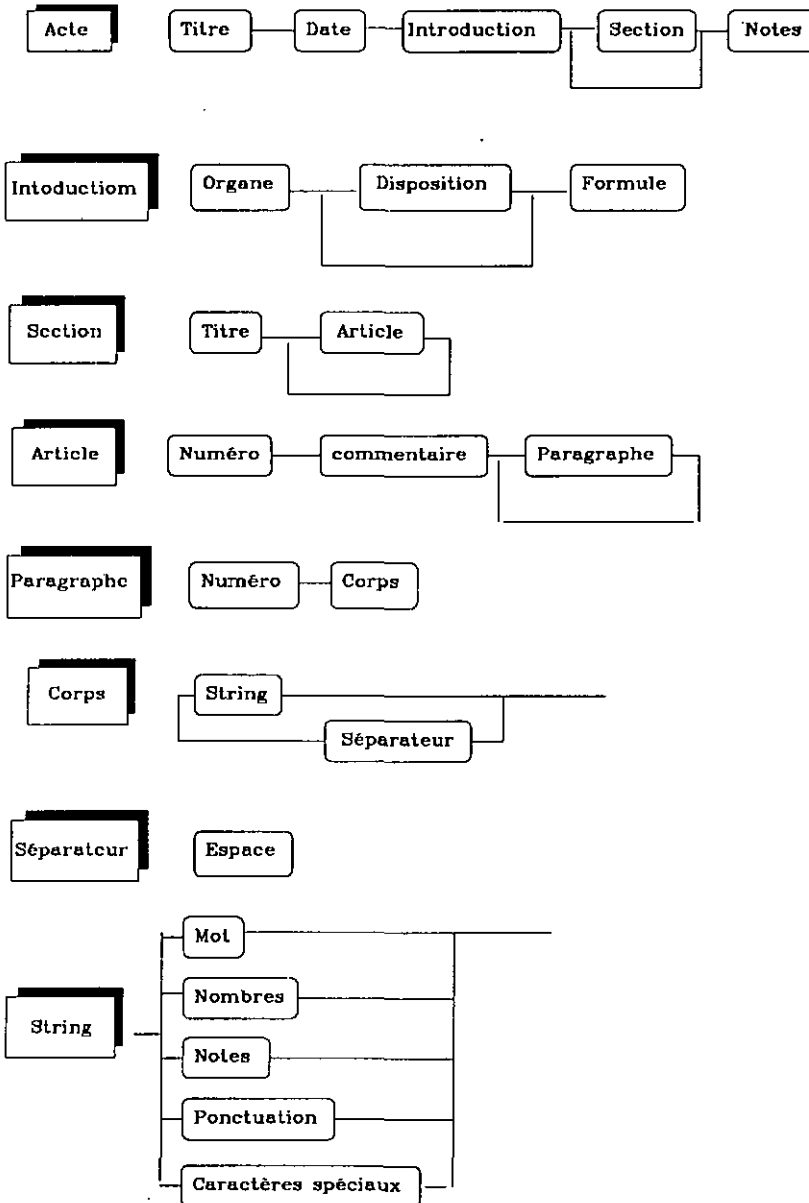 Acte Titre Date Introduction Section Notes
Intoductiom Organe Disposition Formule
Section Titre Article
Article Numéro commentaire Paragraphe
Paragraphe Numéro Corps
Corps String
Séparateur
Séparateur Espace
Mot
Nombres
String
Notes
Ponctuation
Caractères spéciaux